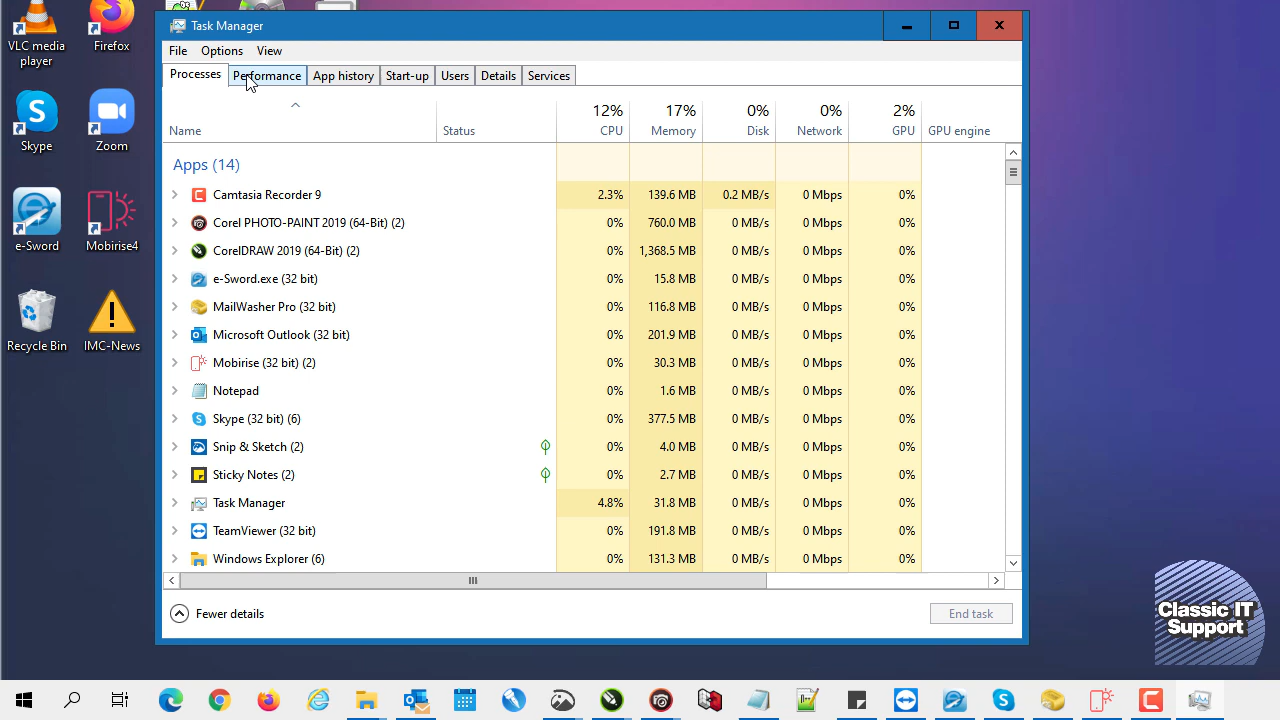 VLC media player
Firefox
Skype
Zoom
e-Sword
Mobirise4
Recycle Bin
IMC-News
Task Manager
File Options View
Processes Performance App history Start-up Users Details Services
12% 17% 0% 0% 2%
Name Status CPU Memory Disk Network GPU GPU engine
Apps (14)
Camtasia Recorder 9 2.3% 139.6 MB 0.2 MB/s 0 Mbps 0%
Corel PHOTO-PAINT 2019 (64-Bit) (2) 0% 760.0 MB 0 MB/s 0 Mbps 0%
CorelDRAW 2019 (64-Bit) (2) 0% 1,368.5 MB 0 MB/s 0 Mbps 0%
e-Sword.exe (32 bit) 0% 15.8 MB 0 MB/s 0 Mbps 0%
MailWasher Pro (32 bit) 0% 116.8 MB 0 MB/s 0 Mbps 0%
Microsoft Outlook (32 bit) 0% 201.9 MB 0 MB/s 0 Mbps 0%
Mobirise (32 bit) (2) 0% 30.3 MB 0 MB/s 0 Mbps 0%
Notepad 0% 1.6 MB 0 MB/s 0 Mbps 0%
Skype (32 bit) (6) 0% 377.5 MB 0 MB/s 0 Mbps 0%
Snip & Sketch (2) 0% 4.0 MB 0 MB/s 0 Mbps 0%
Sticky Notes (2) 0% 2.7 MB 0 MB/s 0 Mbps 0%
Task Manager 4.8% 31.8 MB 0 MB/s 0 Mbps 0%
TeamViewer (32 bit) 0% 191.8 MB 0 MB/s 0 Mbps 0%
Windows Explorer (6) 0% 131.3 MB 0 MB/s 0 Mbps 0%
Fewer details
End task
Classic IT
Support